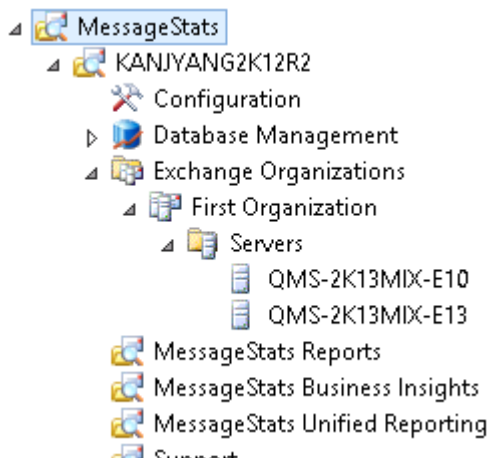 MessageStats
KANJYANG2K12R2
Configuration
Database Management
Exchange Organizations
First Organization
Servers
QMS-2K13MIX-E10
QMS-2K13MIX-E13
MessageStats Reports
MessageStats Business Insights
MessageStats Unified Reporting
Support